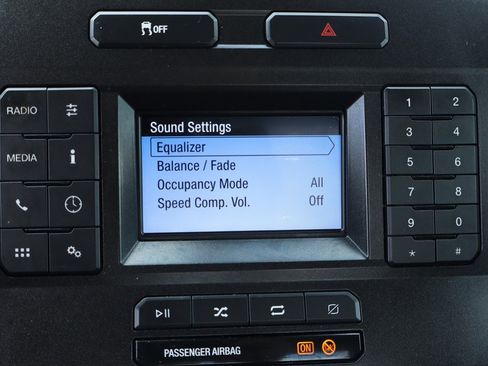 OFF
RADIO
MEDIA
i
Sound Settings
Equalizer
Balance / Fade
Occupancy Mode All
Speed Comp. Vol. Off
1 2
3 4
5 6
7 8
9 0
* #
PASSENGER AIRBAG ON